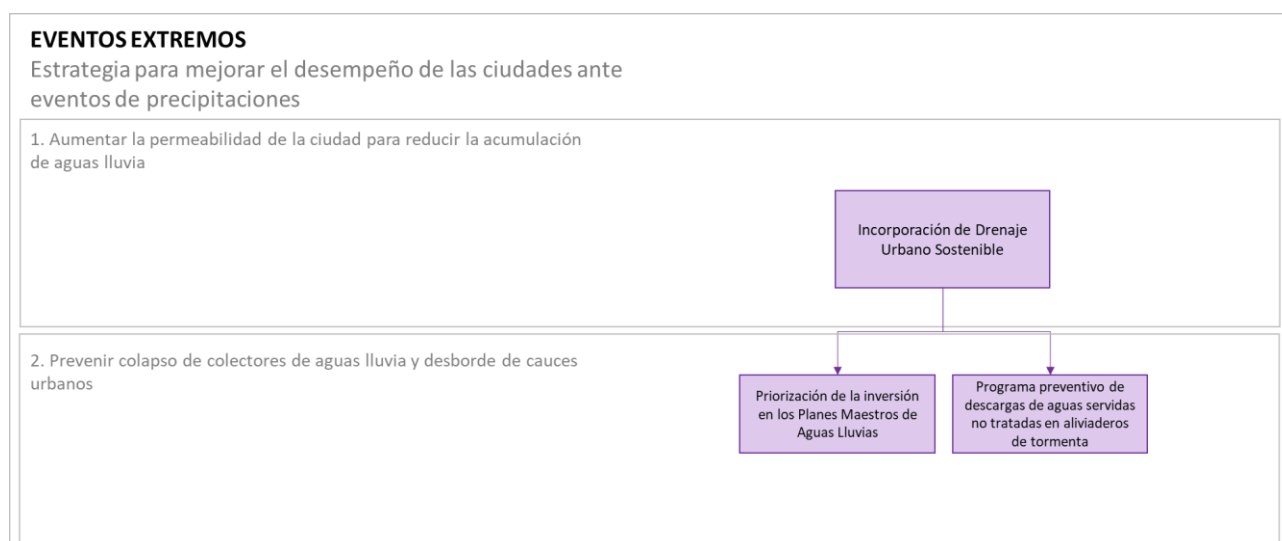 EVENTOS EXTREMOS
Estrategia para mejorar el desempeño de las ciudades ante
eventos de precipitaciones
1. Aumentar la permeabilidad de la ciudad para reducir la acumulación
de aguas lluvia
Incorporación de Drenaje
Urbano Sostenible
2. Prevenir colapso de colectores de aguas lluvia y desborde de cauces
urbanos
Priorización de la inversión
en los Planes Maestros de
Aguas Lluvias
Programa preventivo de
descargas de aguas servidas
no tratadas en aliviaderos
de tormenta